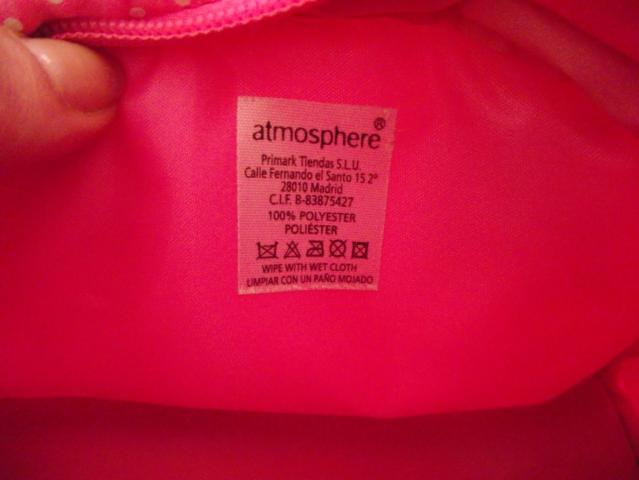 atmosphere®
Primark Tiendas S.L.U.
Calle Fernando el Santo 15 2º
28010 Madrid
C.I.F. B-83875427
100% POLYESTER
POLIÉSTER
WIPE WITH WET CLOTH
LIMPIAR CON UN PAÑO MOJADO